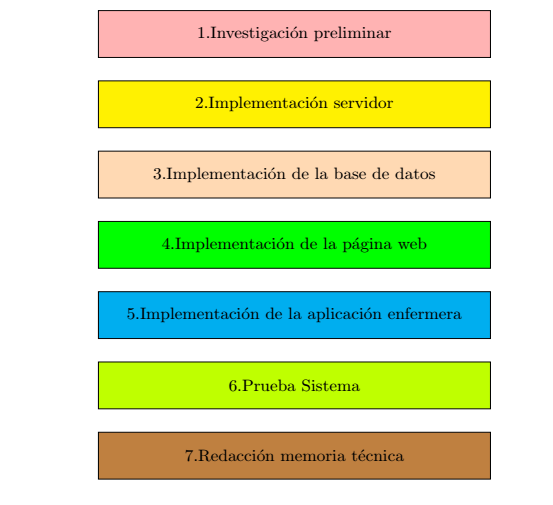 1.Investigación preliminar
2.Implementación servidor
3.Implementación de la base de datos
4.Implementación de la página web
5.Implementación de la aplicación enfermera
6.Prueba Sistema
7.Redacción memoria técnica